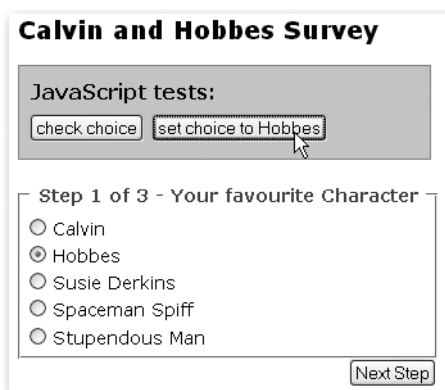 Calvin and Hobbes Survey
JavaScript tests:
check choice set choice to Hobbes
Step 1 of 3 - Your favourite Character
Calvin
Hobbes
Susie Derkins
Spaceman Spiff
Stupendous Man
Next Step